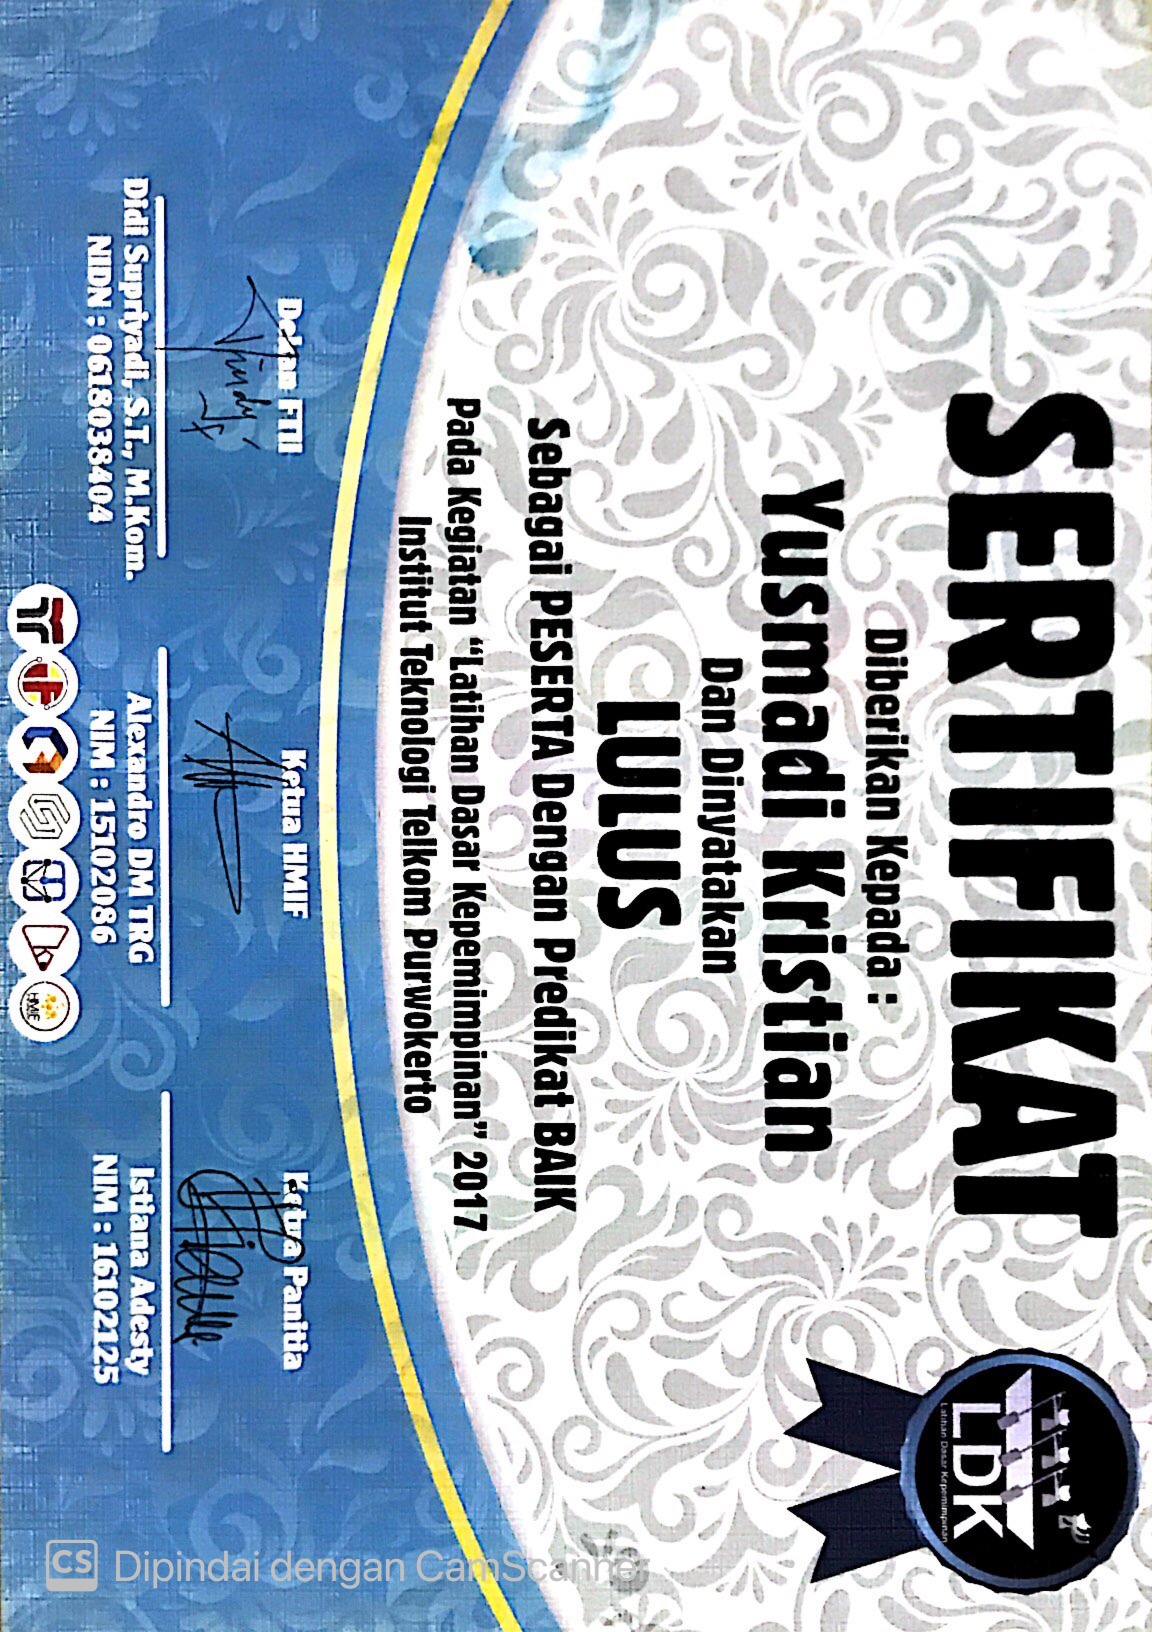 SERTIFIKAT
LDK
Latihan Dasar Kepemimpinan
Diberikan Kepada :
Yusmadi Kristian
Dan Dinyatakan
LULUS
Sebagai PESERTA Dengan Predikat BAIK
Pada Kegiatan “Latihan Dasar Kepemimpinan” 2017
Institut Teknologi Telkom Purwokerto
Dekan FTII
Ketua HMIF
Ketua Panitia
Didi Supriyadi, S.T., M.Kom.
NIDN : 0618038404
Alexandro DM TRG
NIM : 15102086
Istiana Adesty
NIM : 16102125
HMIF
CS Dipindai dengan CamScanner